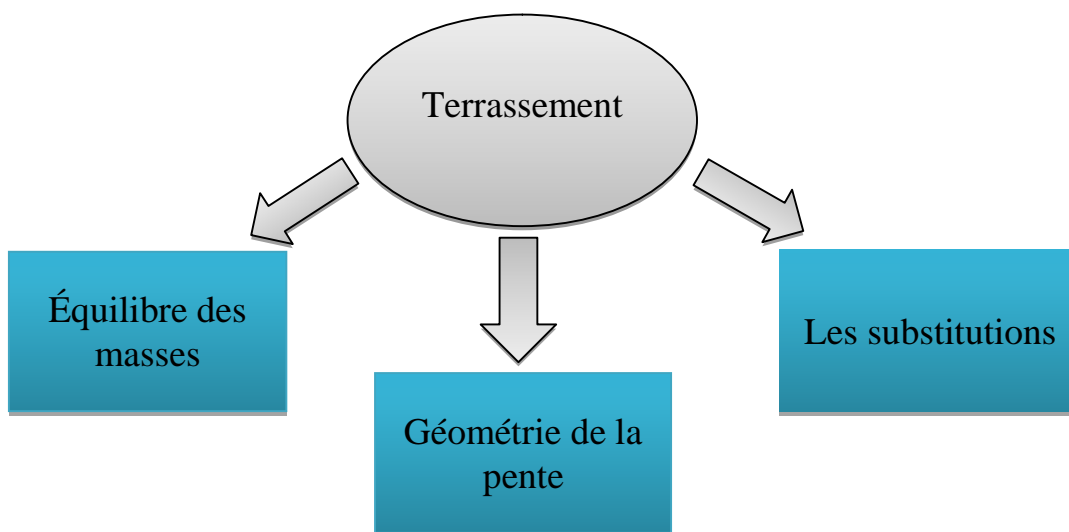 Terrassement
Équilibre des
masses
Géométrie de la
pente
Les substitutions